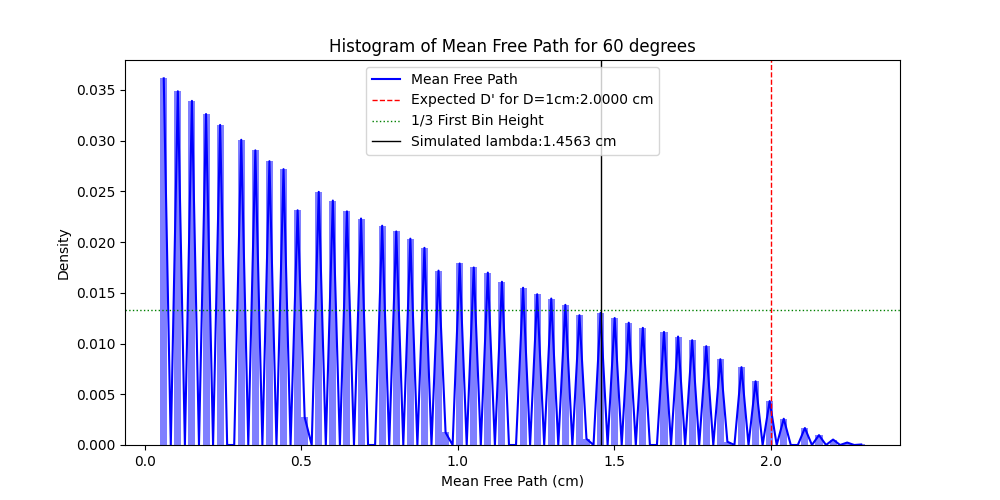 Histogram of Mean Free Path for 60 degrees
Mean Free Path
Expected D' for D=1cm:2.0000 cm
1/3 First Bin Height
Simulated lambda:1.4563 cm
Density
0.035
0.030
0.025
0.020
0.015
0.010
0.005
0.000
0.0
0.5
1.0
1.5
2.0
Mean Free Path (cm)